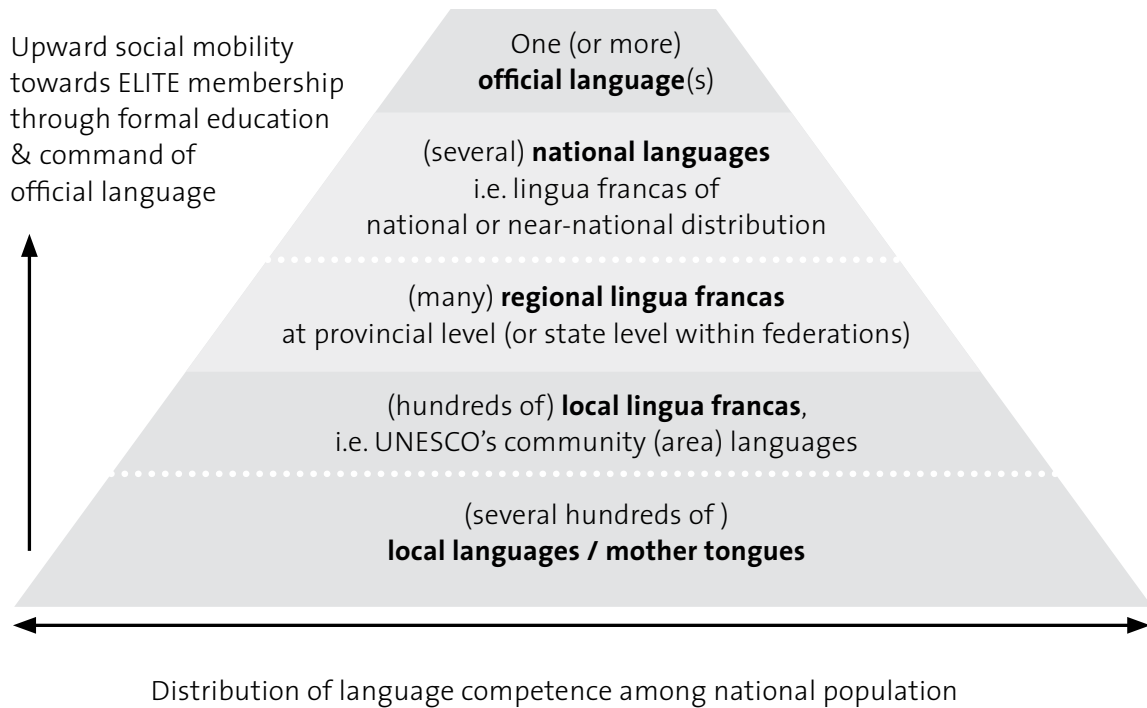 Upward social mobility
towards ELITE membership
through formal education
& command of
official language
One (or more)
official language(s)
(several) national languages
i.e. lingua francas of
national or near-national distribution
(many) regional lingua francas
at provincial level (or state level within federations)
(hundreds of) local lingua francas,
i.e. UNESCO’s community (area) languages
(several hundreds of )
local languages / mother tongues
Distribution of language competence among national population